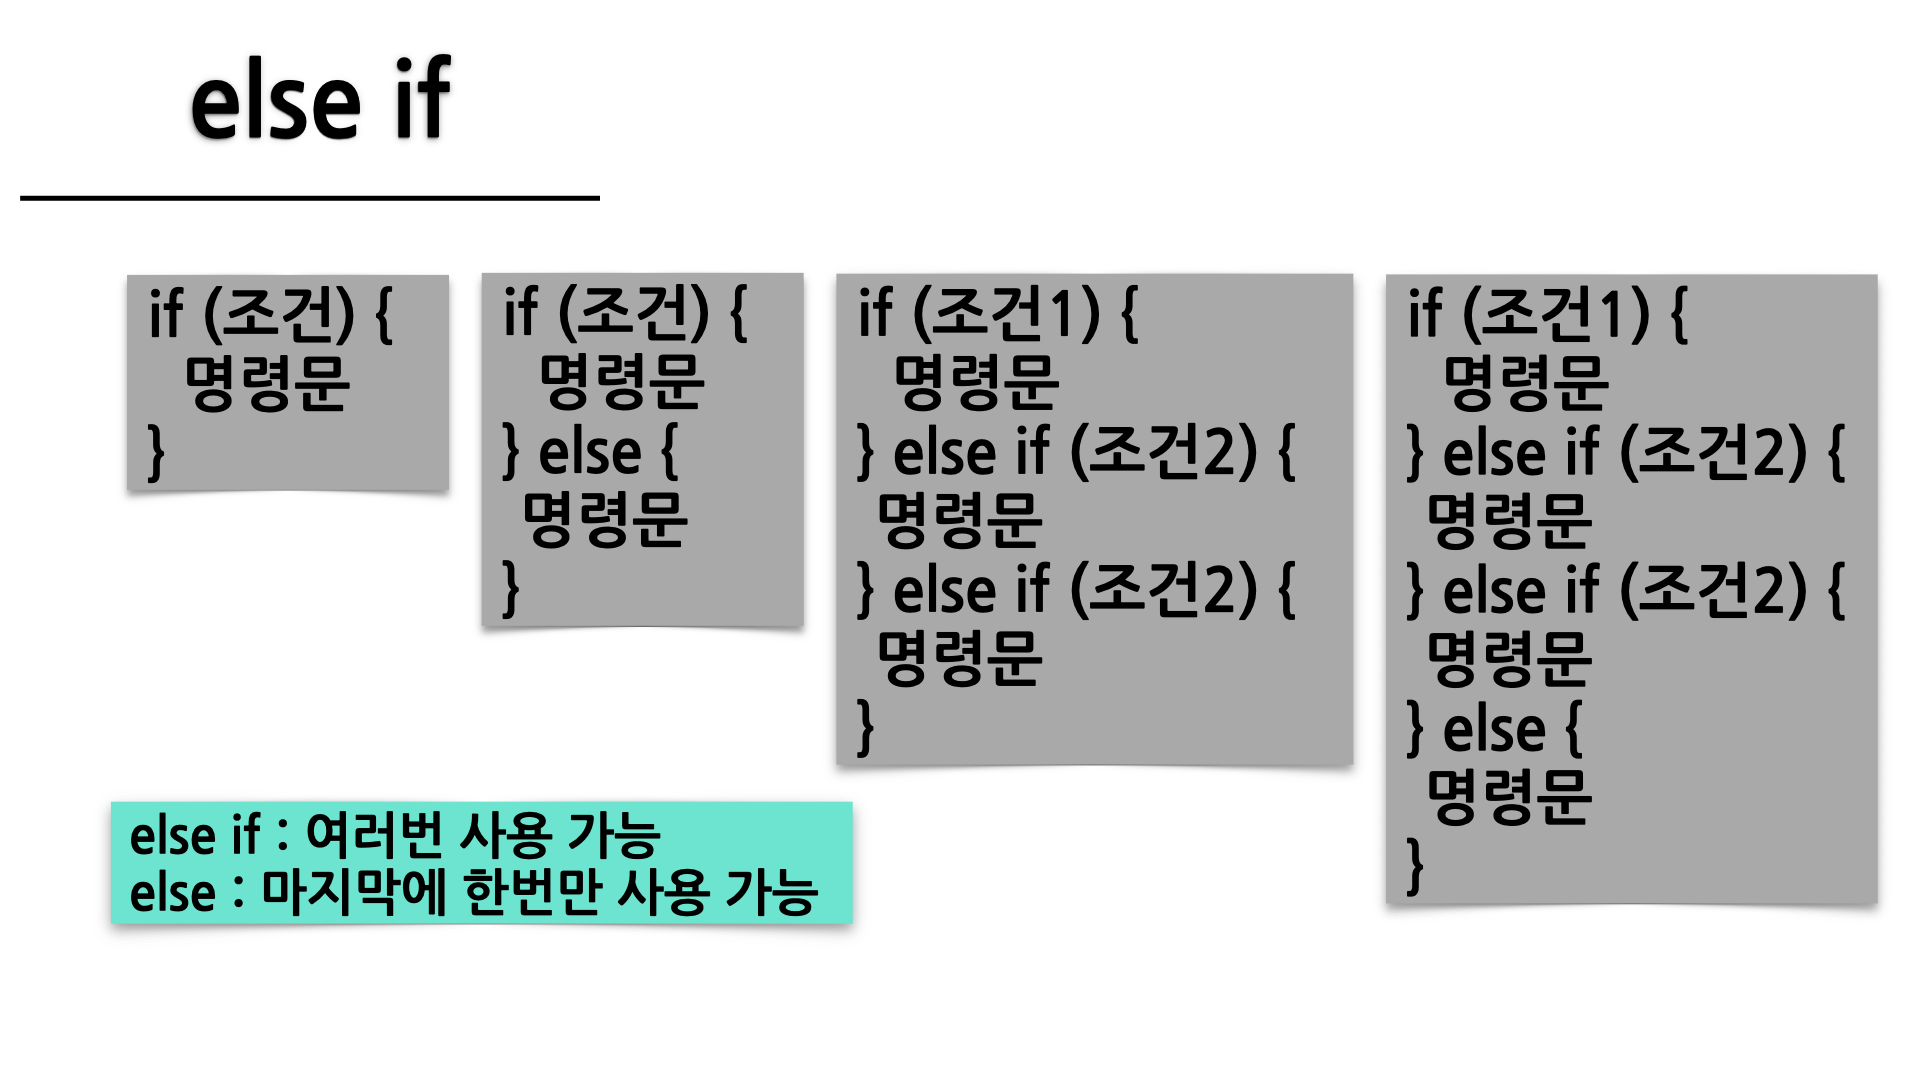 else if
if (조건) {
명령문
}
if (조건) {
명령문
} else {
명령문
}
if (조건1) {
명령문
} else if (조건2) {
명령문
} else if (조건2) {
명령문
}
if (조건1) {
명령문
} else if (조건2) {
명령문
} else if (조건2) {
명령문
} else {
명령문
}
else if : 여러번 사용 가능
else : 마지막에 한번만 사용 가능